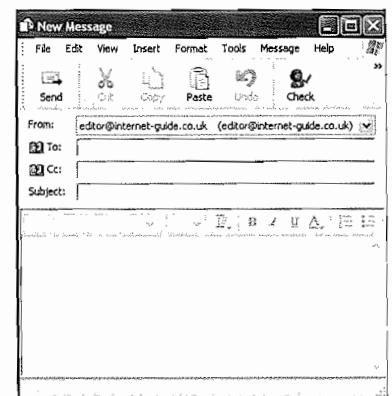 New Message
File Edit View Insert Format Tools Message Help
Send Cut Copy Paste Undo Check
From: editor@internet-guide.co.uk (editor@internet-guide.co.uk)
To:
Cc:
Subject:
B I U A